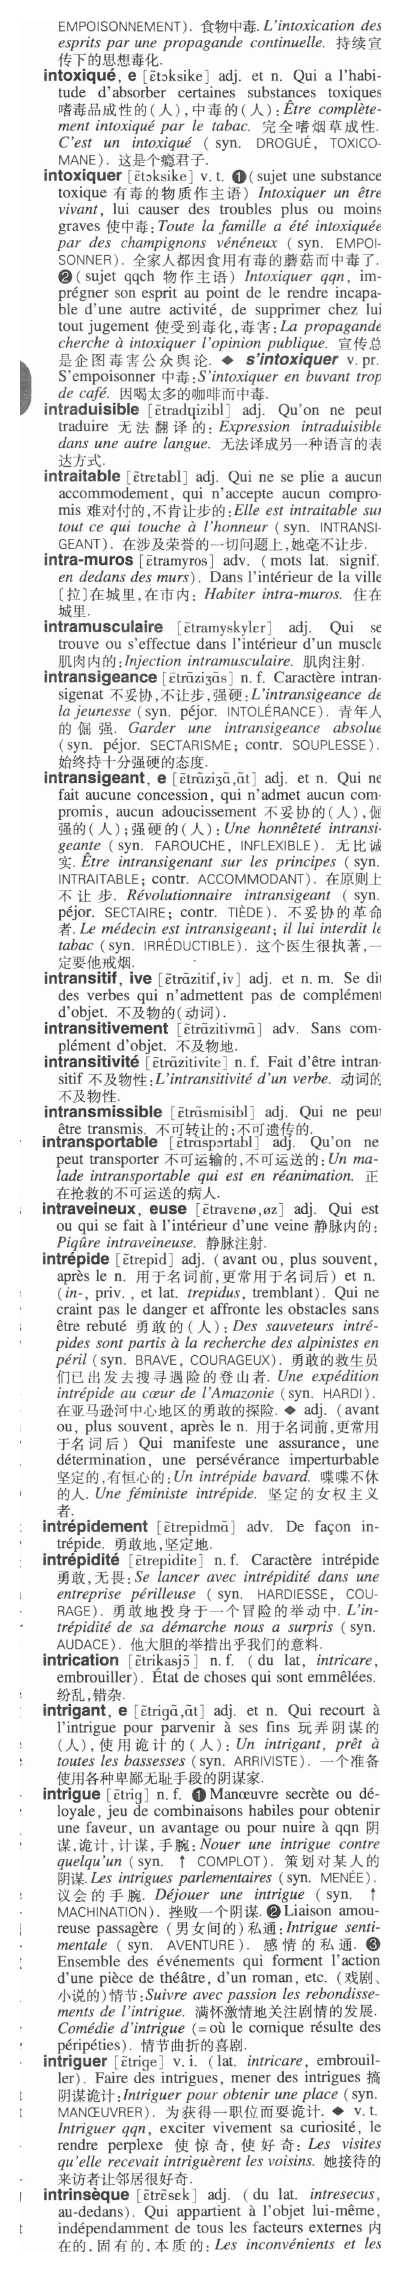 EMPOISONNEMENT). 食物中毒. L'intoxication des
esprits par une propagande continuelle. 持续宣
传下的思想毒化.
intoxiqué, e [ɛ̃tɔksike] adj. et n. Qui a l'habi-
tude d'absorber certaines substances toxiques
嗜毒品成性的(人),中毒的(人): Être complète-
ment intoxiqué par le tabac. 完全嗜烟草成性.
C'est un intoxiqué ( syn. DROGUÉ, TOXICO-
MANE). 这是个瘾君子.
intoxiquer [ɛ̃tɔksike] v. t. ❶(sujet une substance
toxique 有毒的物质作主语) Intoxiquer un être
vivant, lui causer des troubles plus ou moins
graves 使中毒: Toute la famille a été intoxiquée
par des champignons vénéneux ( syn. EMPOI-
SONNER). 全家人都因食用有毒的蘑菇而中毒了.
❷(sujet qqch 物作主语) Intoxiquer qqn, im-
prégner son esprit au point de le rendre incapa-
ble d'une autre activité, de supprimer chez lui
tout jugement 使受到毒化,毒害: La propagande
cherche à intoxiquer l'opinion publique. 宣传总
是企图毒害公众舆论. ◆ s'intoxiquer v. pr.
S'empoisonner 中毒: S'intoxiquer en buvant trop
de café. 因喝太多的咖啡而中毒.
intraduisible [ɛ̃tradɥizibl] adj. Qu'on ne peut
traduire 无法翻译的: Expression intraduisible
dans une autre langue. 无法译成另一种语言的表
达方式.
intraitable [ɛ̃trɛtabl] adj. Qui ne se plie a aucun
accommodement, qui n'accepte aucun compro-
mis 难对付的,不肯让步的: Elle est intraitable sur
tout ce qui touche à l'honneur (syn. INTRANSI-
GEANT). 在涉及荣誉的一切问题上,她毫不让步.
intra-muros [ɛ̃tramyros] adv. ( mots lat. signif.
en dedans des murs). Dans l'intérieur de la ville
[拉]在城里,在市内: Habiter intra-muros. 住在
城里.
intramusculaire [ɛ̃tramyskylɛr] adj. Qui se
trouve ou s'effectue dans l'intérieur d'un muscle
肌肉内的: Injection intramusculaire. 肌肉注射.
intransigeance [ɛ̃trɑ̃ziʒɑ̃s] n. f. Caractère intran-
sigenat 不妥协,不让步,强硬: L'intransigeance de
la jeunesse (syn. péjor. INTOLÉRANCE). 青年人
的倔强. Garder une intransigeance absolue
(syn. péjor. SECTARISME; contr. SOUPLESSE).
始终持十分强硬的态度.
intransigeant, e [ɛ̃trɑ̃ziʒɑ̃,ɑ̃t] adj. et n. Qui ne
fait aucune concession, qui n'admet aucun com-
promis, aucun adoucissement 不妥协的(人),倔
强的(人);强硬的(人): Une honnêteté intransi-
geante (syn. FAROUCHE, INFLEXIBLE). 无比诚
实. Être intransigenant sur les principes ( syn.
INTRAITABLE; contr. ACCOMMODANT). 在原则上
不让步. Révolutionnaire intransigeant ( syn.
péjor. SECTAIRE; contr. TIÈDE). 不妥协的革命
者. Le médecin est intransigeant; il lui interdit le
tabac (syn. IRRÉDUCTIBLE). 这个医生很执著,一
定要他戒烟.
intransitif, ive [ɛ̃trɑ̃zitif,iv] adj. et n. m. Se dit
des verbes qui n'admettent pas de complément
d'objet. 不及物的(动词).
intransitivement [ɛ̃trɑ̃zitivmɑ̃] adv. Sans com-
plément d'objet. 不及物地.
intransitivité [ɛ̃trɑ̃zitivite] n. f. Fait d'être intran-
sitif 不及物性: L'intransitivité d'un verbe. 动词的
不及物性.
intransmissible [ɛ̃trɑ̃smisibl] adj. Qui ne peut
être transmis. 不可转让的;不可遗传的.
intransportable [ɛ̃trɑ̃spɔrtabl] adj. Qu'on ne
peut transporter 不可运输的,不可运送的: Un ma-
lade intransportable qui est en réanimation. 正
在抢救的不可运送的病人.
intraveineux, euse [ɛ̃travɛnø,øz] adj. Qui est
ou qui se fait à l'intérieur d'une veine 静脉内的:
Piqûre intraveineuse. 静脉注射.
intrépide [ɛ̃trepid] adj. (avant ou, plus souvent,
après le n. 用于名词前,更常用于名词后) et n.
(in-, priv. , et lat. trepidus, tremblant). Qui ne
craint pas le danger et affronte les obstacles sans
être rebuté 勇敢的(人): Des sauveteurs intré-
pides sont partis à la recherche des alpinistes en
péril (syn. BRAVE, COURAGEUX). 勇敢的救生员
们已出发去搜寻遇险的登山者. Une expédition
intrépide au cœur de l'Amazonie (syn. HARDI).
在亚马逊河中心地区的勇敢的探险. ◆ adj. (avant
ou, plus souvent, après le n. 用于名词前,更常用
于名词后) Qui manifeste une assurance, une
détermination, une persévérance imperturbable
坚定的,有恒心的: Un intrépide bavard. 喋喋不休
的人. Une féministe intrépide. 坚定的女权主义
者.
intrépidement [ɛ̃trepidmɑ̃] adv. De façon in-
trépide. 勇敢地,坚定地.
intrépidité [ɛ̃trepidite] n. f. Caractère intrépide
勇敢,无畏: Se lancer avec intrépidité dans une
entreprise périlleuse ( syn. HARDIESSE, COU-
RAGE). 勇敢地投身于一个冒险的举动中. L'in-
trépidité de sa démarche nous a surpris (syn.
AUDACE). 他大胆的举措出乎我们的意料.
intrication [ɛ̃trikasjɔ̃] n. f. ( du lat, intricare,
embrouiller). État de choses qui sont emmêlées.
纷乱,错杂.
intrigant, e [ɛ̃trigɑ̃,ɑ̃t] adj. et n. Qui recourt à
l'intrigue pour parvenir à ses fins 玩弄阴谋的
(人),使用诡计的(人): Un intrigant, prêt à
toutes les bassesses (syn. ARRIVISTE). 一个准备
使用各种卑鄙无耻手段的阴谋家.
intrigue [ɛ̃trig] n. f. ❶ Manœuvre secrète ou dé-
loyale, jeu de combinaisons habiles pour obtenir
une faveur, un avantage ou pour nuire à qqn 阴
谋,诡计,计谋,手腕: Nouer une intrigue contre
quelqu'un (syn. ↑ COMPLOT). 策划对某人的
阴谋. Les intrigues parlementaires (syn. MENÉE).
议会的手腕. Déjouer une intrigue ( syn. ↑
MACHINATION). 挫败一个阴谋. ❷ Liaison amou-
reuse passagère (男女间的)私通: Intrigue senti-
mentale ( syn. AVENTURE). 感情的私通. ❸
Ensemble des événements qui forment l'action
d'une pièce de théâtre, d'un roman, etc. (戏剧、
小说的)情节: Suivre avec passion les rebondisse-
ments de l'intrigue. 满怀激情地关注剧情的发展.
Comédie d'intrigue (= où le comique résulte des
péripéties). 情节曲折的喜剧.
intriguer [ɛ̃trige] v. i. (lat. intricare, embrouil-
ler). Faire des intrigues, mener des intrigues 搞
阴谋诡计: Intriguer pour obtenir une place (syn.
MANŒUVRER). 为获得一职位而耍诡计. ◆ v. t.
Intriguer qqn, exciter vivement sa curiosité, le
rendre perplexe 使惊奇,使好奇: Les visites
qu'elle recevait intriguèrent les voisins. 她接待的
来访者让邻居很好奇.
intrinsèque [ɛ̃trɛ̃sɛk] adj. (du lat. intresecus,
au-dedans). Qui appartient à l'objet lui-même,
indépendamment de tous les facteurs externes 内
在的,固有的,本质的: Les inconvénients et les